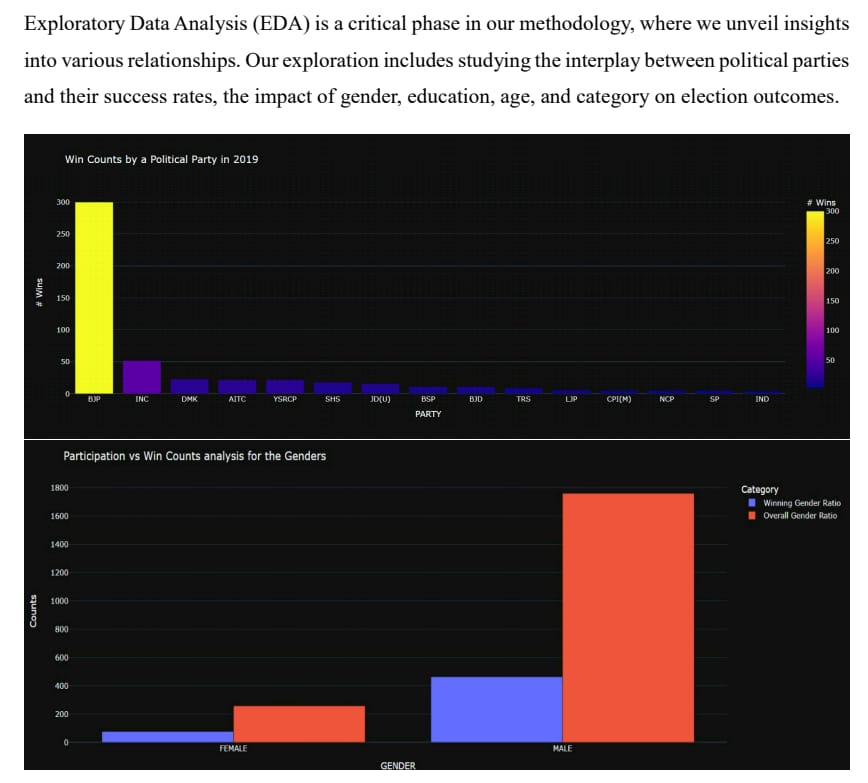 Exploratory Data Analysis (EDA) is a critical phase in our methodology, where we unveil insights
into various relationships. Our exploration includes studying the interplay between political parties
and their success rates, the impact of gender, education, age, and category on election outcomes.
Win Counts by a Political Party in 2019
# Wins
300
250
200
150
100
50
0
BJP INC DMK AITC YSRCP SHS JD(U) BSP BJD TRS LJP CPI(M) NCP SP IND
PARTY
# Wins
300
250
200
150
100
50
Participation vs Win Counts analysis for the Genders
Counts
1800
1600
1400
1200
1000
800
600
400
200
0
FEMALE MALE
GENDER
Category
Winning Gender Ratio
Overall Gender Ratio